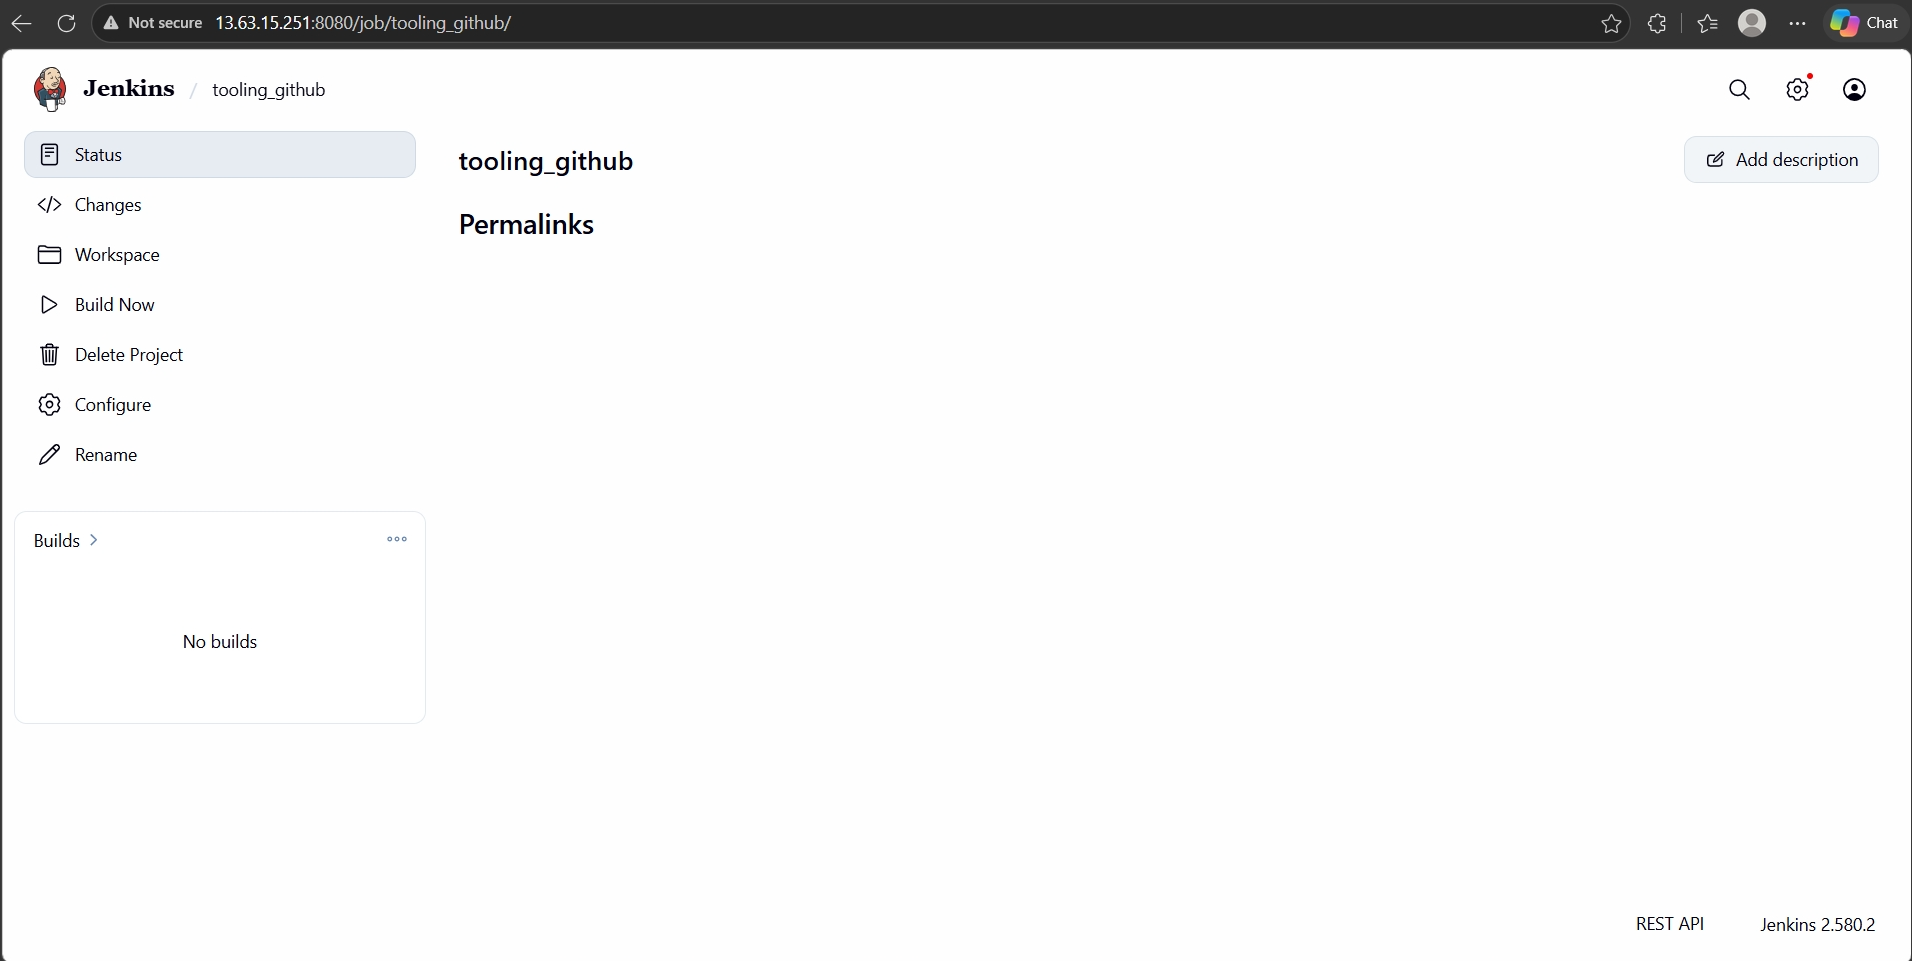 Not secure 13.63.15.251:8080/job/tooling_github/
Chat
Jenkins / tooling_github
Status
Changes
Workspace
Build Now
Delete Project
Configure
Rename
Builds
No builds
tooling_github
Add description
Permalinks
REST API
Jenkins 2.580.2